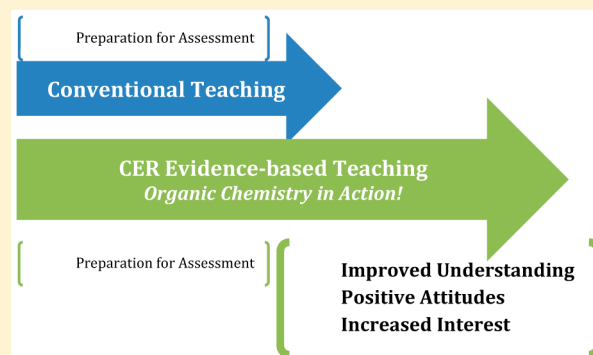 Preparation for Assessment
Conventional Teaching
CER Evidence-based Teaching
Organic Chemistry in Action!
Preparation for Assessment
Improved Understanding
Positive Attitudes
Increased Interest